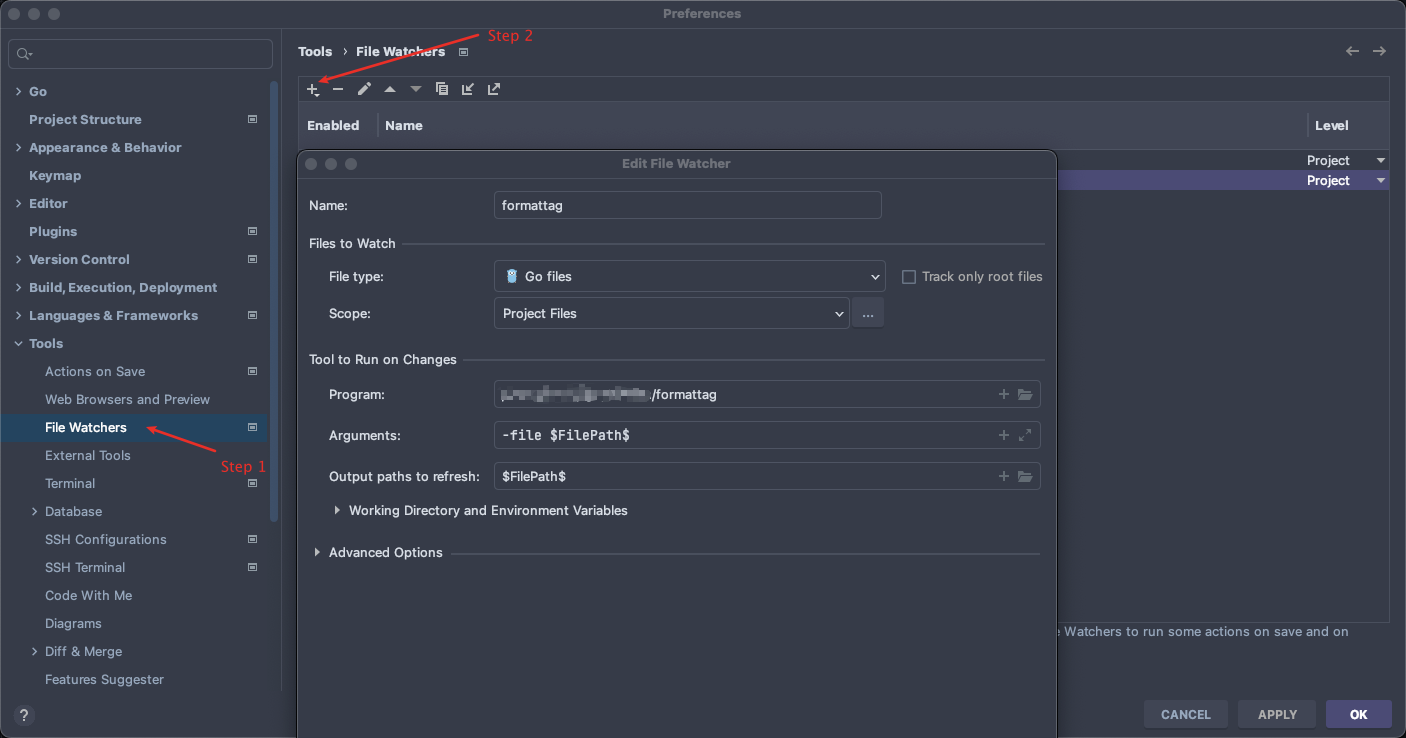 Preferences
Step 2
Tools › File Watchers
Enabled
Name
Level
Project
Project
Go
Project Structure
Appearance & Behavior
Keymap
Editor
Plugins
Version Control
Build, Execution, Deployment
Languages & Frameworks
Tools
Actions on Save
Web Browsers and Preview
File Watchers
Step 1
External Tools
Terminal
Database
SSH Configurations
SSH Terminal
Code With Me
Diagrams
Diff & Merge
Features Suggester
Edit File Watcher
Name: formattag
Files to Watch
File type: Go files Track only root files
Scope: Project Files ...
Tool to Run on Changes
Program: /formattag
Arguments: -file $FilePath$
Output paths to refresh: $FilePath$
Working Directory and Environment Variables
Advanced Options
Watchers to run some actions on save and on
?
CANCEL
APPLY
OK